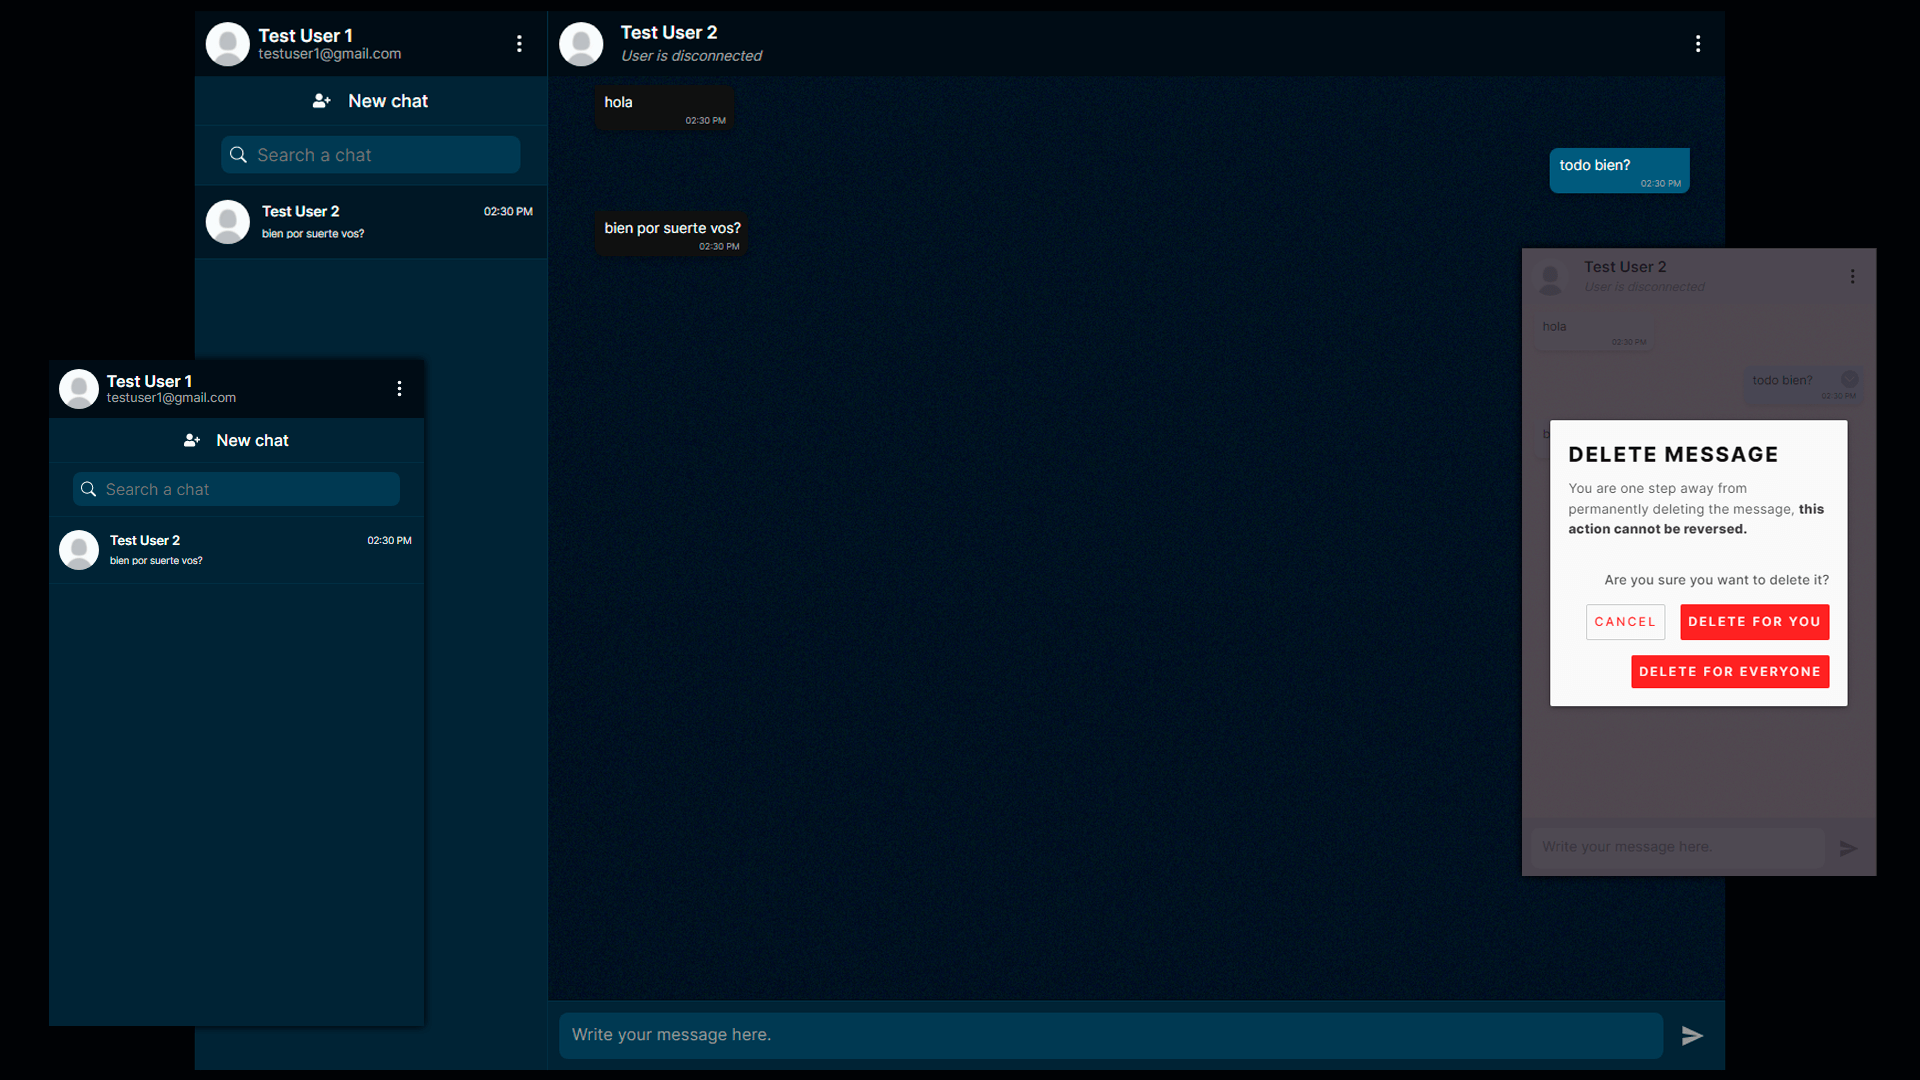 Test User 1
testuser1@gmail.com
New chat
Search a chat
Test User 2
02:30 PM
bien por suerte vos?
Test User 2
User is disconnected
hola
02:30 PM
todo bien?
02:30 PM
bien por suerte vos?
02:30 PM
Write your message here.
Test User 1
testuser1@gmail.com
New chat
Search a chat
Test User 2
02:30 PM
bien por suerte vos?
Test User 2
User is disconnected
hola
02:30 PM
todo bien?
02:30 PM
b
DELETE MESSAGE
You are one step away from
permanently deleting the message, this
action cannot be reversed.
Are you sure you want to delete it?
CANCEL
DELETE FOR YOU
DELETE FOR EVERYONE
Write your message here.